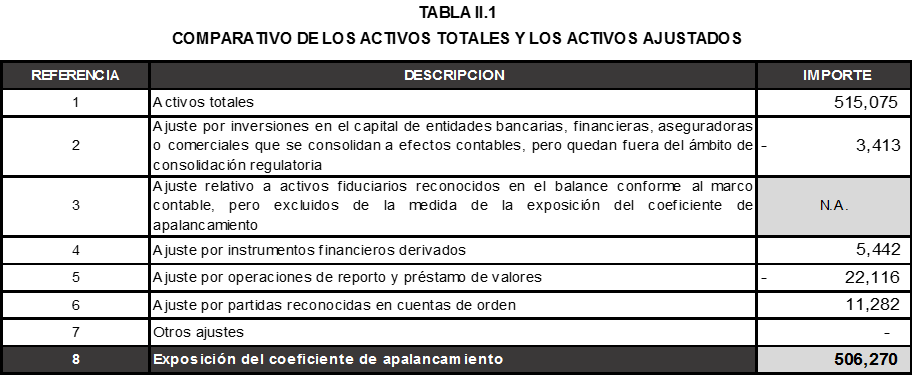 TABLA II.1
COMPARATIVO DE LOS ACTIVOS TOTALES Y LOS ACTIVOS AJUSTADOS
REFERENCIA DESCRIPCION IMPORTE
1 Activos totales 515,075
Ajuste por inversiones en el capital de entidades bancarias, financieras, aseguradoras
2 o comerciales que se consolidan a efectos contables, pero quedan fuera del ámbito de - 3,413
consolidación regulatoria
Ajuste relativo a activos fiduciarios reconocidos en el balance conforme al marco
3 contable, pero excluidos de la medida de la exposición del coeficiente de N.A.
apalancamiento
4 Ajuste por instrumentos financieros derivados 5,442
5 Ajuste por operaciones de reporto y préstamo de valores - 22,116
6 Ajuste por partidas reconocidas en cuentas de orden 11,282
7 Otros ajustes -
8 Exposición del coeficiente de apalancamiento 506,270